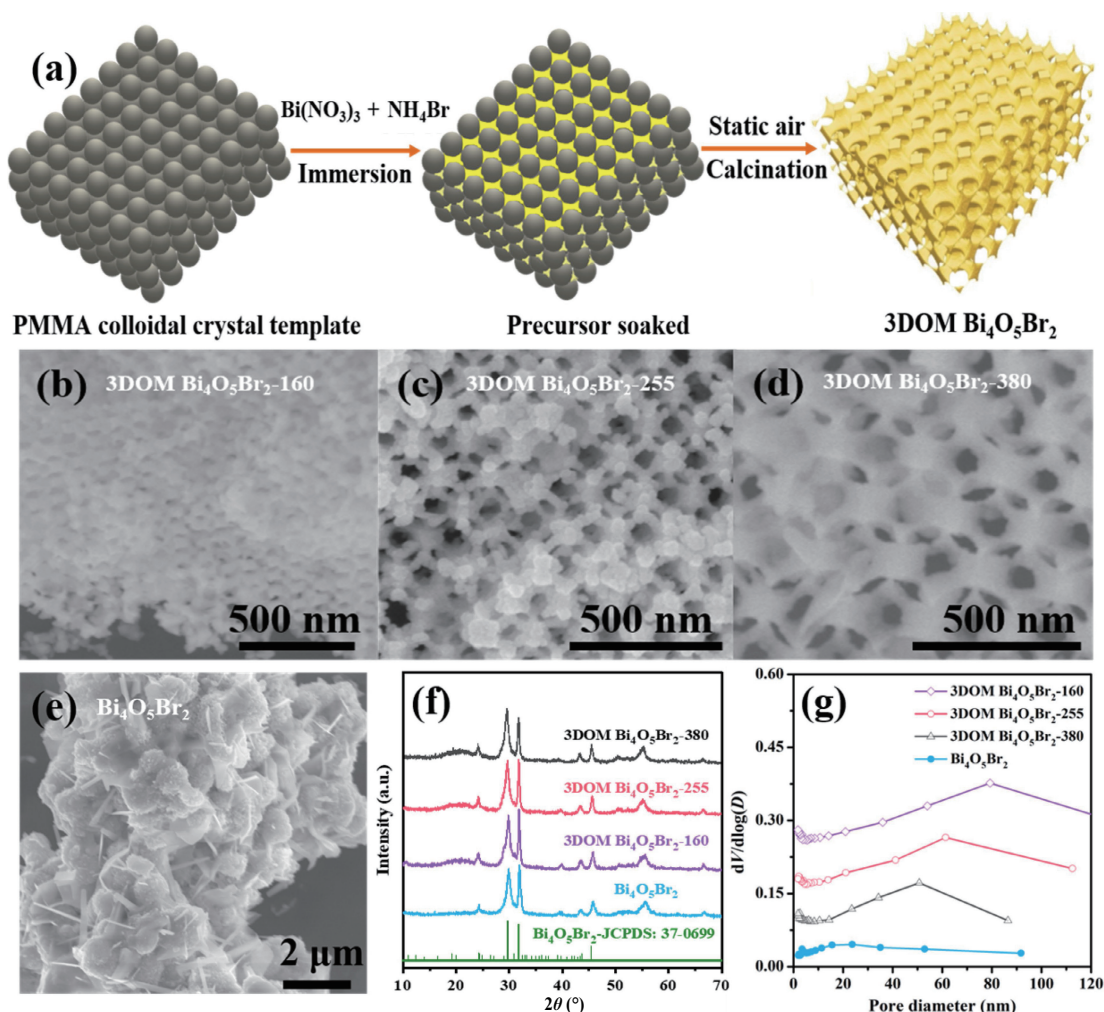 (a)
Bi(NO₃)₃ + NH₄Br
Immersion
Static air
Calcination
PMMA colloidal crystal template
Precursor soaked
3DOM Bi₄O₅Br₂
(b)
3DOM Bi₄O₅Br₂-160
500 nm
(c)
3DOM Bi₄O₅Br₂-255
500 nm
(d)
3DOM Bi₄O₅Br₂-380
500 nm
(e)
Bi₄O₅Br₂
2 μm
(f)
3DOM Bi₄O₅Br₂-380
3DOM Bi₄O₅Br₂-255
3DOM Bi₄O₅Br₂-160
Bi₄O₅Br₂
Bi₄O₅Br₂-JCPDS: 37-0699
Intensity (a.u.)
10 20 30 40 50 60 70
2θ (°)
(g)
3DOM Bi₄O₅Br₂-160
3DOM Bi₄O₅Br₂-255
3DOM Bi₄O₅Br₂-380
Bi₄O₅Br₂
dV/dlog(D)
0.60
0.45
0.30
0.15
0.00
0 20 40 60 80 100 120
Pore diameter (nm)